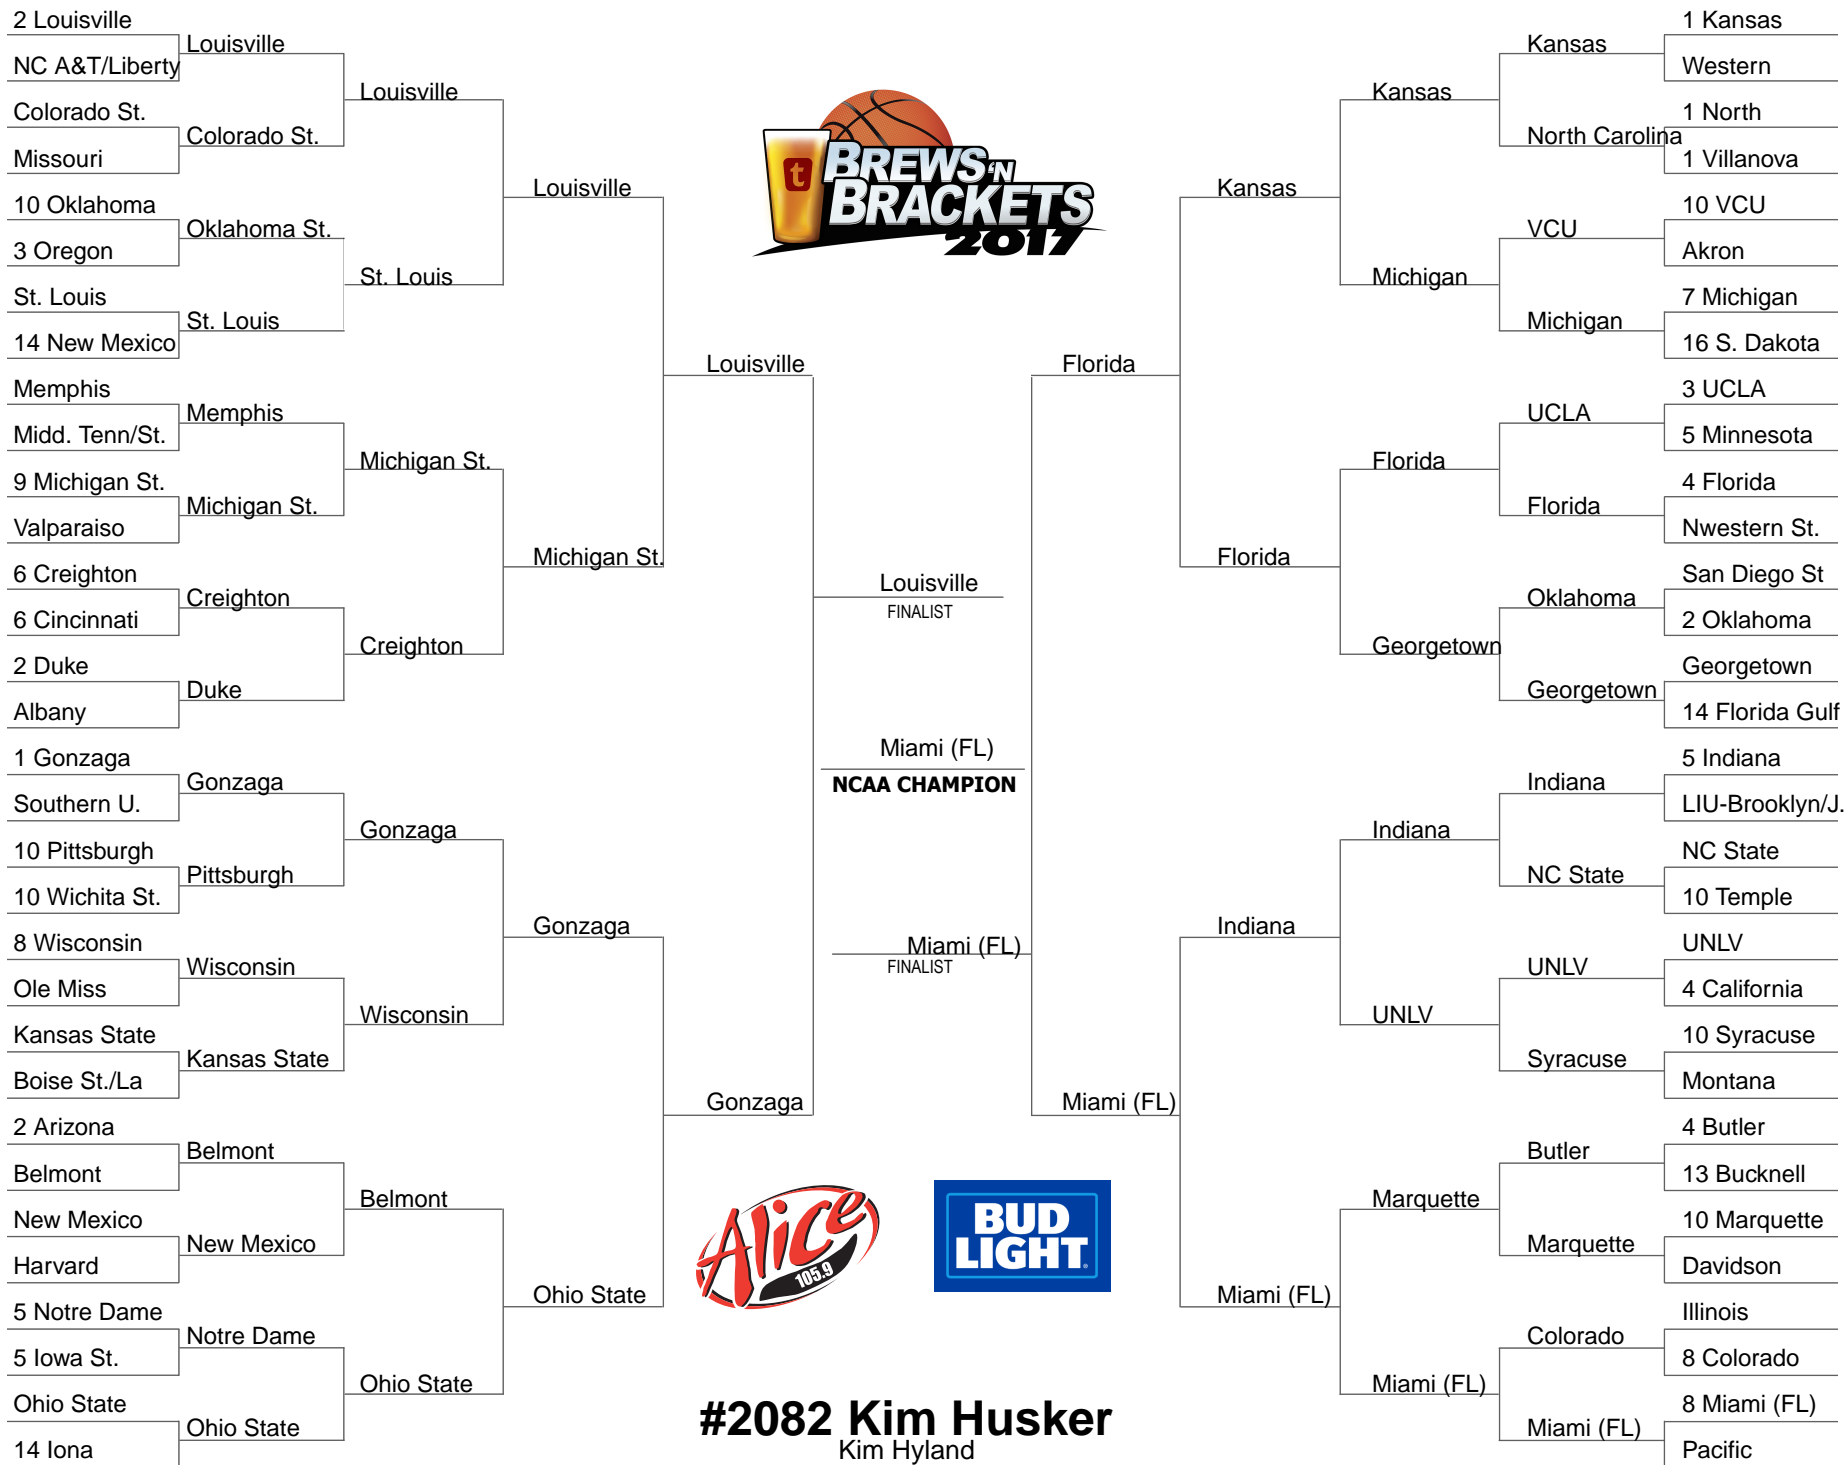 2 Louisville
NC A&T/Liberty
Colorado St.
Missouri
10 Oklahoma
3 Oregon
St. Louis
14 New Mexico
Memphis
Midd. Tenn/St.
9 Michigan St.
Valparaiso
6 Creighton
6 Cincinnati
2 Duke
Albany
1 Gonzaga
Southern U.
10 Pittsburgh
10 Wichita St.
8 Wisconsin
Ole Miss
Kansas State
Boise St./La
2 Arizona
Belmont
New Mexico
Harvard
5 Notre Dame
5 Iowa St.
Ohio State
14 Iona
Louisville
Colorado St.
Oklahoma St.
St. Louis
Memphis
Michigan St.
Creighton
Duke
Gonzaga
Pittsburgh
Wisconsin
Kansas State
Belmont
New Mexico
Notre Dame
Ohio State
Louisville
St. Louis
Michigan St.
Creighton
Gonzaga
Wisconsin
Belmont
Ohio State
Louisville
Michigan St.
Gonzaga
Ohio State
Louisville
Gonzaga
t
BREWS 'N
BRACKETS
2017
Louisville
FINALIST
Miami (FL)
NCAA CHAMPION
Miami (FL)
FINALIST
Alice
105.9
BUD
LIGHT
#2082 Kim Husker
Kim Hyland
Florida
Miami (FL)
Kansas
Florida
Indiana
Miami (FL)
Kansas
Michigan
Florida
Georgetown
Indiana
UNLV
Marquette
Miami (FL)
Kansas
North Carolina
VCU
Michigan
UCLA
Florida
Oklahoma
Georgetown
Indiana
NC State
UNLV
Syracuse
Butler
Marquette
Colorado
Miami (FL)
1 Kansas
Western
1 North
1 Villanova
10 VCU
Akron
7 Michigan
16 S. Dakota
3 UCLA
5 Minnesota
4 Florida
Nwestern St.
San Diego St
2 Oklahoma
Georgetown
14 Florida Gulf
5 Indiana
LIU-Brooklyn/J.
NC State
10 Temple
UNLV
4 California
10 Syracuse
Montana
4 Butler
13 Bucknell
10 Marquette
Davidson
Illinois
8 Colorado
8 Miami (FL)
Pacific